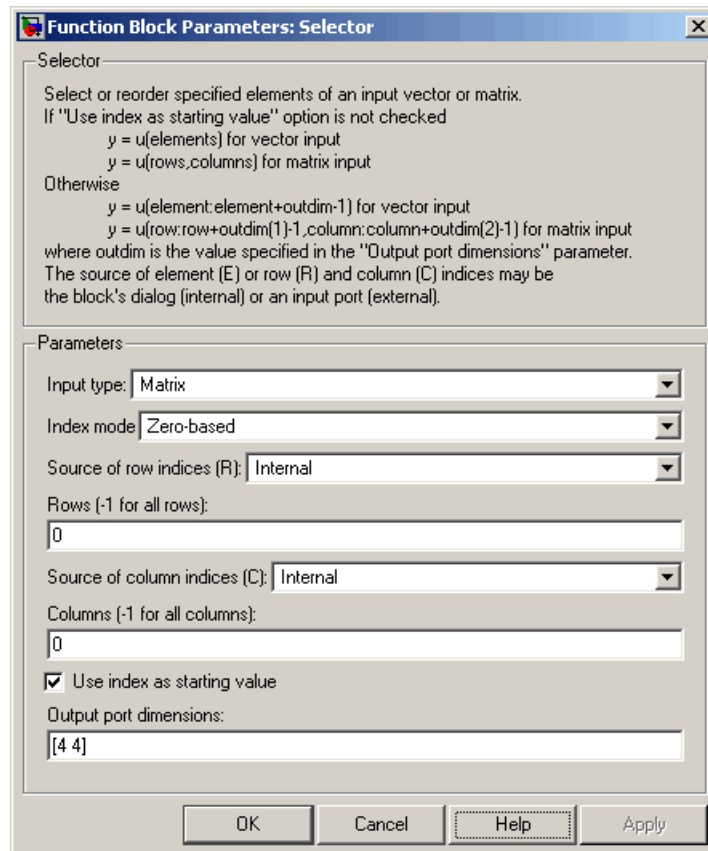 Function Block Parameters: Selector
Selector
Select or reorder specified elements of an input vector or matrix.
If "Use index as starting value" option is not checked
y = u(elements) for vector input
y = u(rows,columns) for matrix input
Otherwise
y = u(element:element+outdim-1) for vector input
y = u(row:row+outdim(1)-1,column:column+outdim(2)-1) for matrix input
where outdim is the value specified in the "Output port dimensions" parameter.
The source of element (E) or row (R) and column (C) indices may be
the block's dialog (internal) or an input port (external).
Parameters
Input type: Matrix
Index mode Zero-based
Source of row indices (R): Internal
Rows (-1 for all rows):
0
Source of column indices (C): Internal
Columns (-1 for all columns):
0
Use index as starting value
Output port dimensions:
[4 4]
OK Cancel Help Apply